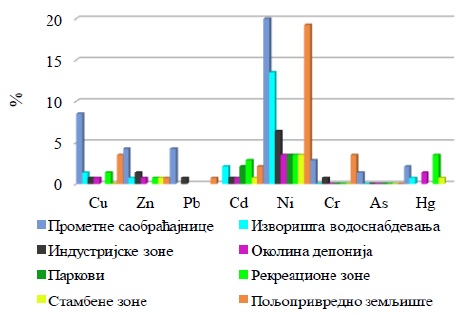 20
15
10
5
0
%
Cu Zn Pb Cd Ni Cr As Hg
Прометне саобраћајнице Изворишта водоснабдевања
Индустријске зоне Околина депонија
Паркови Рекреационе зоне
Стамбене зоне Пољопривредно земљиште